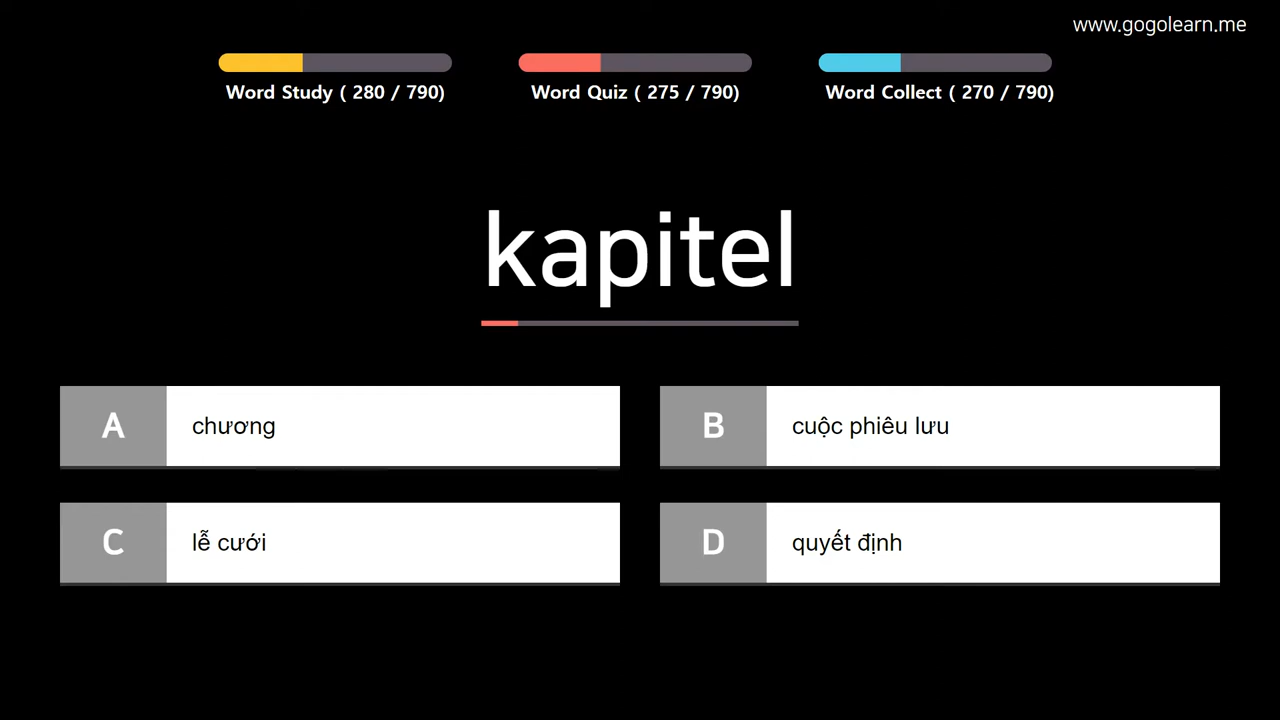 www.gogolearn.me
Word Study ( 280 / 790)
Word Quiz ( 275 / 790)
Word Collect ( 270 / 790)
kapitel
A chương
B cuộc phiêu lưu
C lễ cưới
D quyết định